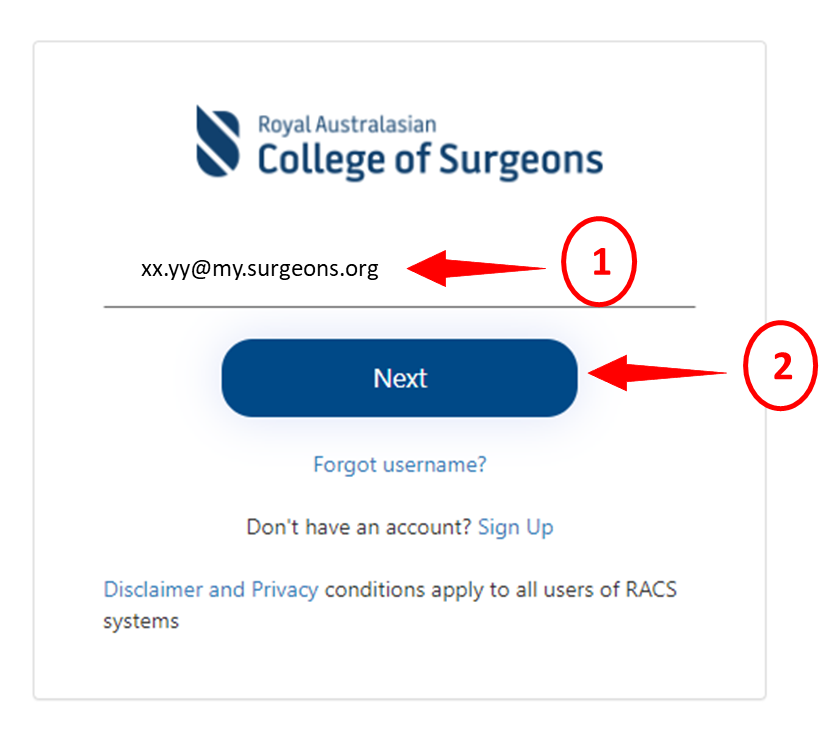 Royal Australasian
College of Surgeons
xx.yy@my.surgeons.org
1
Next
2
Forgot username?
Don't have an account? Sign Up
Disclaimer and Privacy conditions apply to all users of RACS
systems